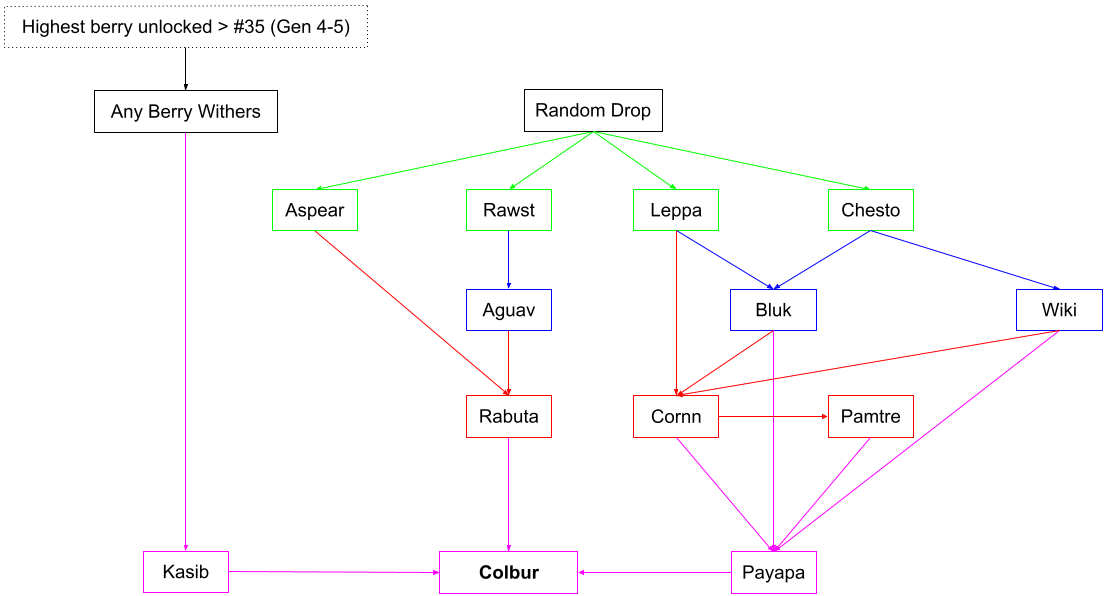 Highest berry unlocked > #35 (Gen 4-5)
Any Berry Withers
Random Drop
Aspear
Rawst
Leppa
Chesto
Aguav
Bluk
Wiki
Rabuta
Cornn
Pamtre
Kasib
Colbur
Payapa